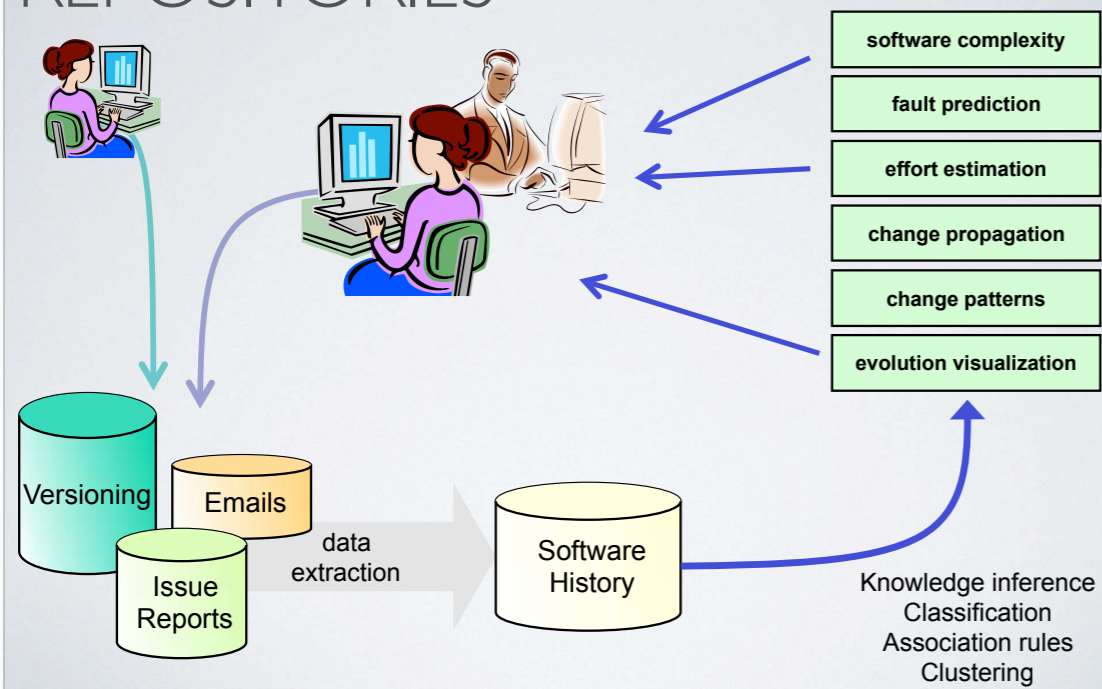 REPOSITORIES
software complexity
fault prediction
effort estimation
change propagation
change patterns
evolution visualization
Versioning
Emails
Issue
Reports
data
extraction
Software
History
Knowledge inference
Classification
Association rules
Clustering